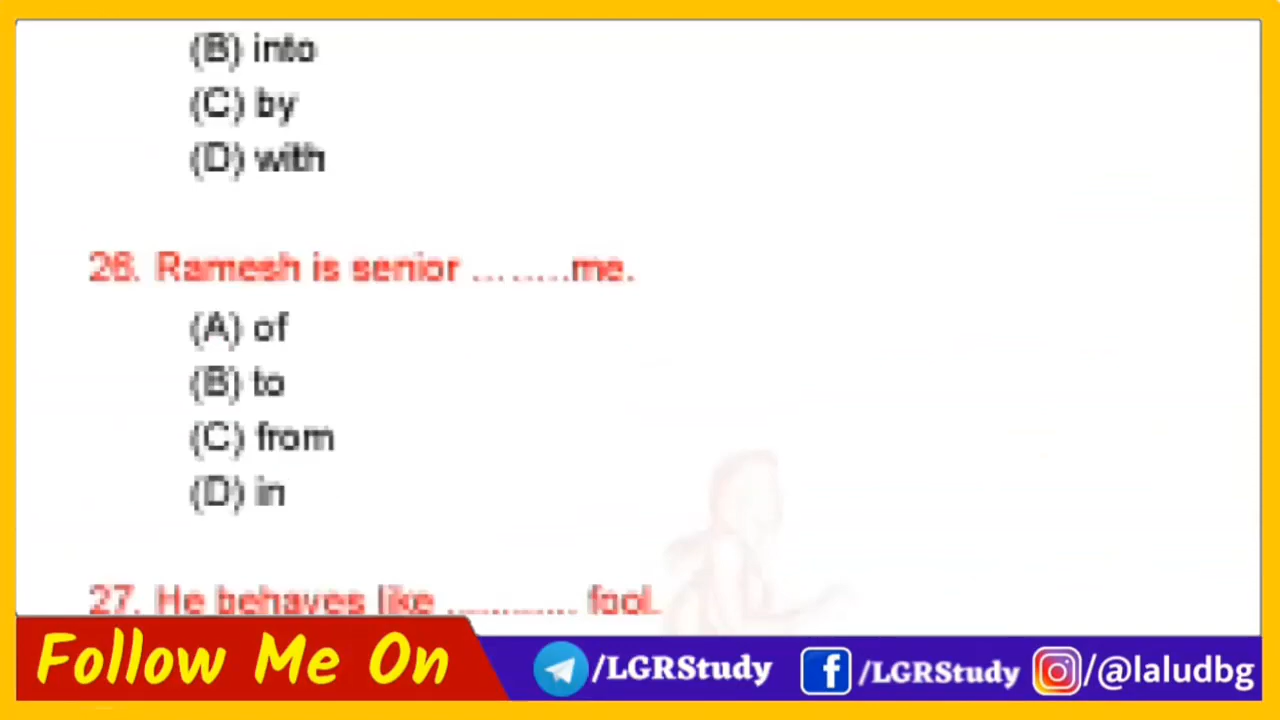 (B) into
(C) by
(D) with
26. Ramesh is senior ………me.
(A) of
(B) to
(C) from
(D) in
27. He behaves like ………… fool.
Follow Me On
/LGRStudy
/LGRStudy
/@laludbg